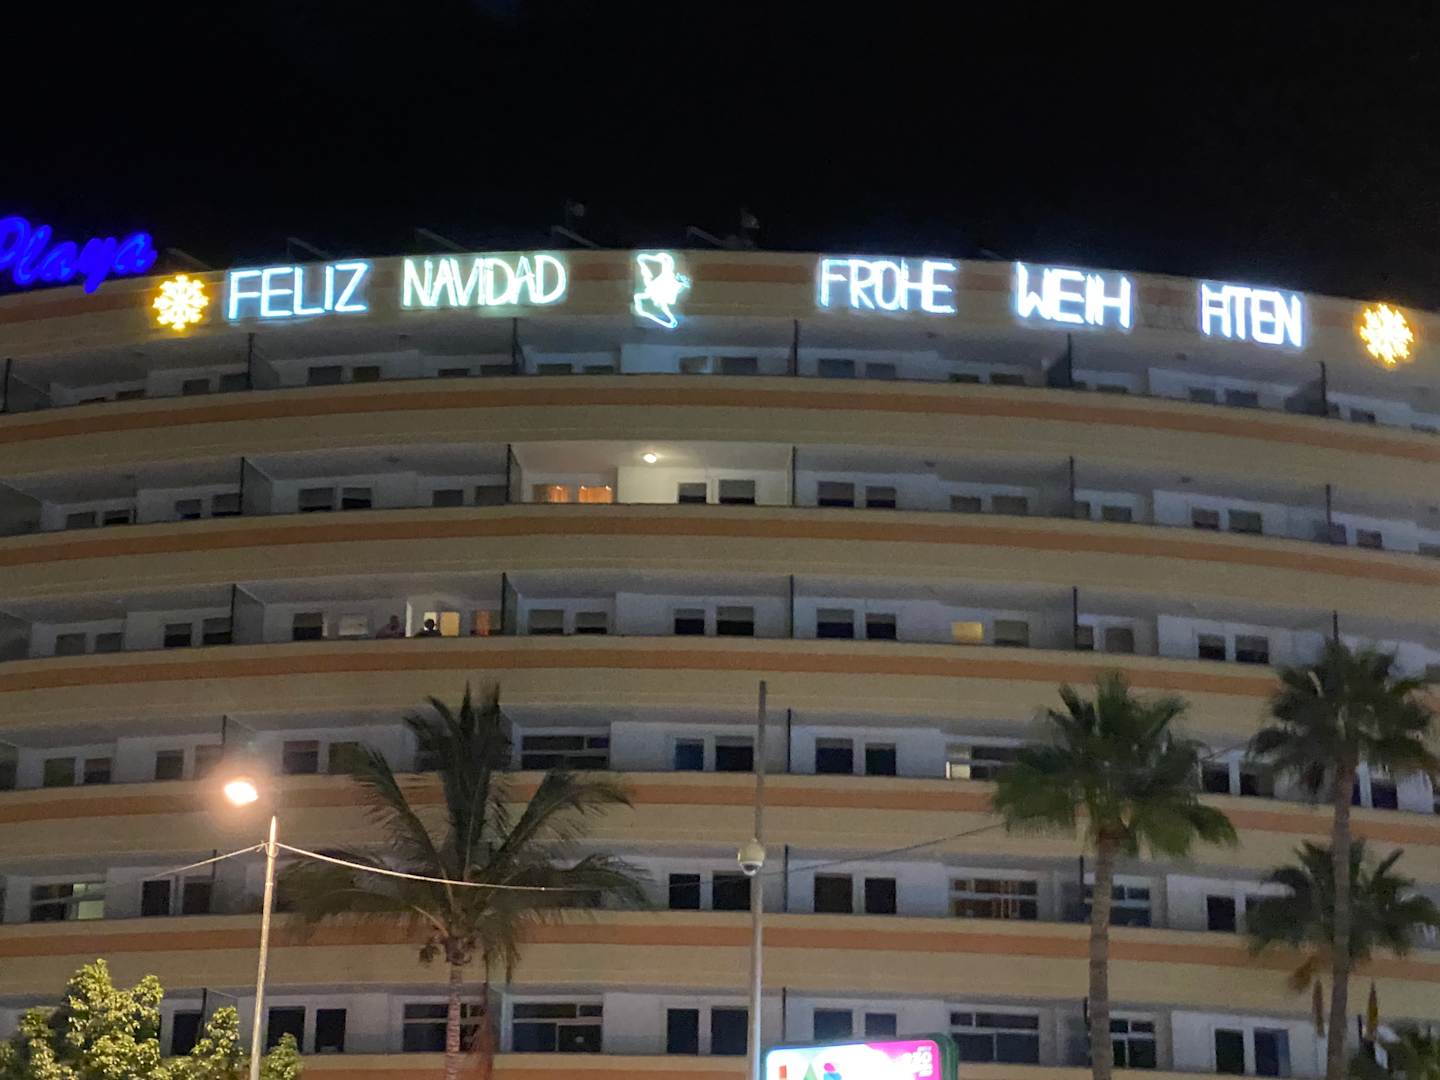 Playa
FELIZ NAVIDAD FROHE WEIH HTEN